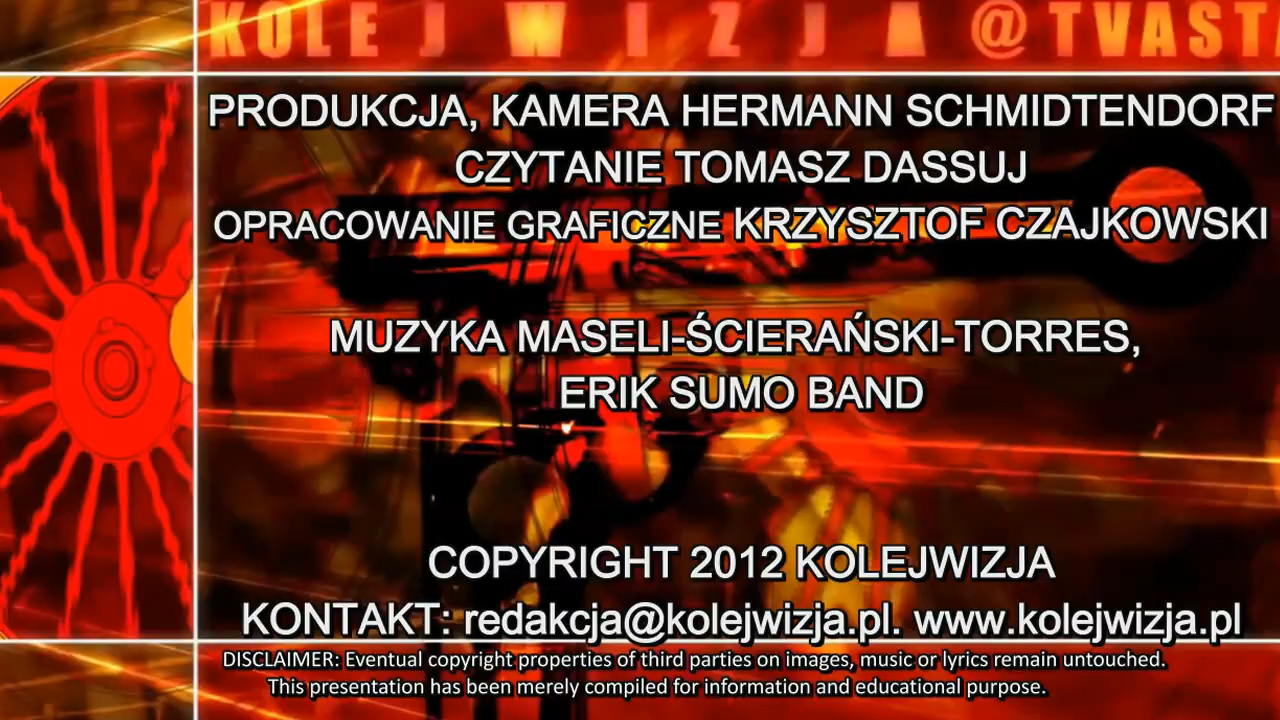 KOLEJWIZJA@TVAST
PRODUKCJA, KAMERA HERMANN SCHMIDTENDORF
CZYTANIE TOMASZ DASSUJ
OPRACOWANIE GRAFICZNE KRZYSZTOF CZAJKOWSKI
MUZYKA MASELI-ŚCIERAŃSKI-TORRES,
ERIK SUMO BAND
COPYRIGHT 2012 KOLEJWIZJA
KONTAKT: redakcja@kolejwizja.pl. www.kolejwizja.pl
DISCLAIMER: Eventual copyright properties of third parties on images, music or lyrics remain untouched.
This presentation has been merely compiled for information and educational purpose.